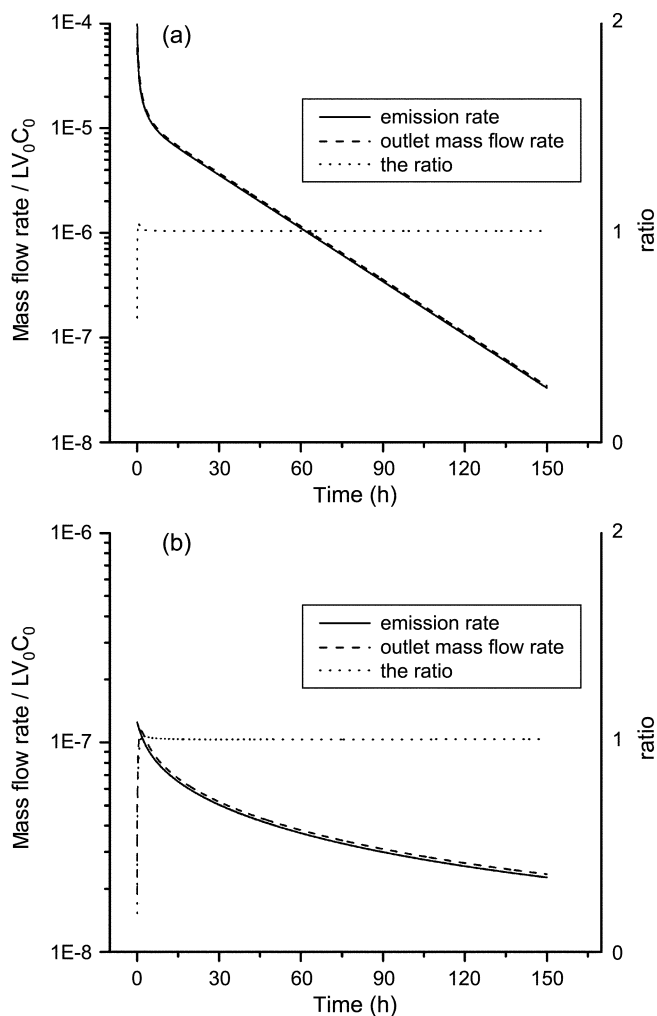 (a)
1E-4
1E-5
1E-6
1E-7
1E-8
Mass flow rate / LV0C0
emission rate
outlet mass flow rate
the ratio
2
1
0
ratio
0 30 60 90 120 150
Time (h)
(b)
1E-6
1E-7
1E-8
Mass flow rate / LV0C0
emission rate
outlet mass flow rate
the ratio
2
1
0
ratio
0 30 60 90 120 150
Time (h)